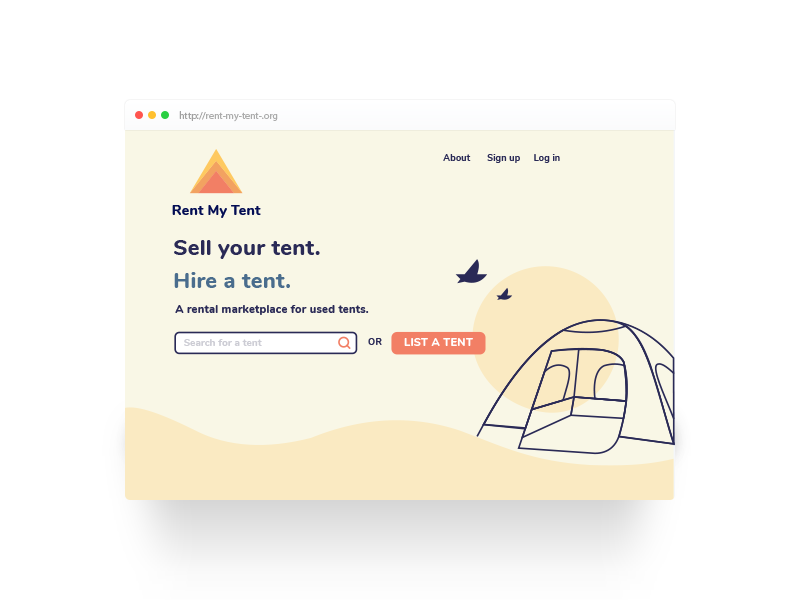 http://rent-my-tent-.org
About Sign up Log in
Rent My Tent
Sell your tent.
Hire a tent.
A rental marketplace for used tents.
Search for a tent OR LIST A TENT